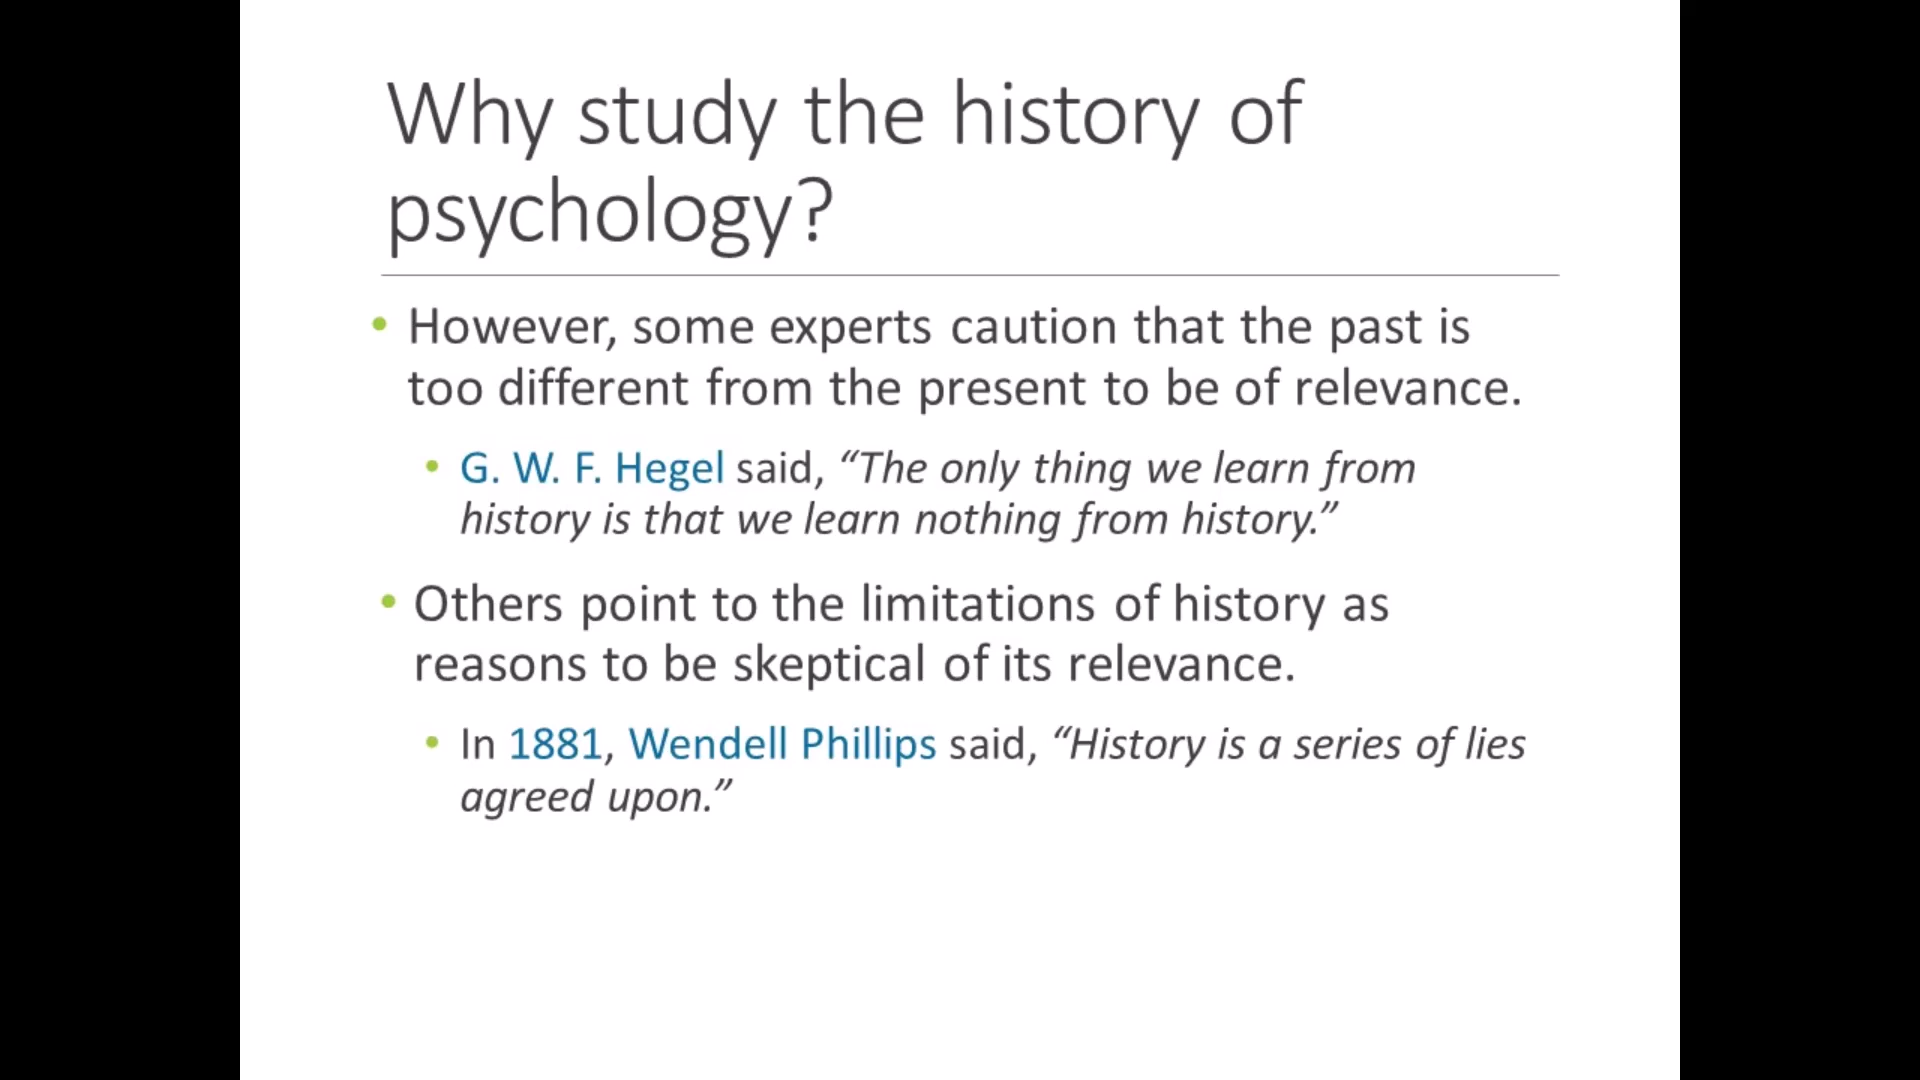 Why study the history of
psychology?
• However, some experts caution that the past is
too different from the present to be of relevance.
• G. W. F. Hegel said, “The only thing we learn from
history is that we learn nothing from history.”
• Others point to the limitations of history as
reasons to be skeptical of its relevance.
• In 1881, Wendell Phillips said, “History is a series of lies
agreed upon.”